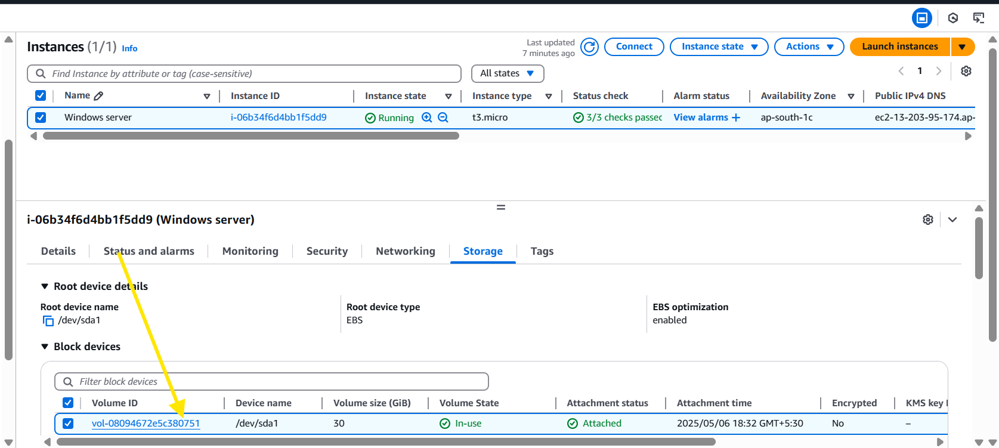 Instances (1/1) Info
Last updated
7 minutes ago
Connect
Instance state
Actions
Launch instances
Find Instance by attribute or tag (case-sensitive)
All states
1
Name Instance ID Instance state Instance type Status check Alarm status Availability Zone Public IPv4 DNS
Windows server i-06b34f6d4bb1f5dd9 Running t3.micro 3/3 checks passec View alarms + ap-south-1c ec2-13-203-95-174.ap-
i-06b34f6d4bb1f5dd9 (Windows server)
Details Status and alarms Monitoring Security Networking Storage Tags
Root device details
Root device name Root device type EBS optimization
/dev/sda1 EBS enabled
Block devices
Filter block devices
Volume ID Device name Volume size (GiB) Volume State Attachment status Attachment time Encrypted KMS key
vol-08094672e5c380751 /dev/sda1 30 In-use Attached 2025/05/06 18:32 GMT+5:30 No –